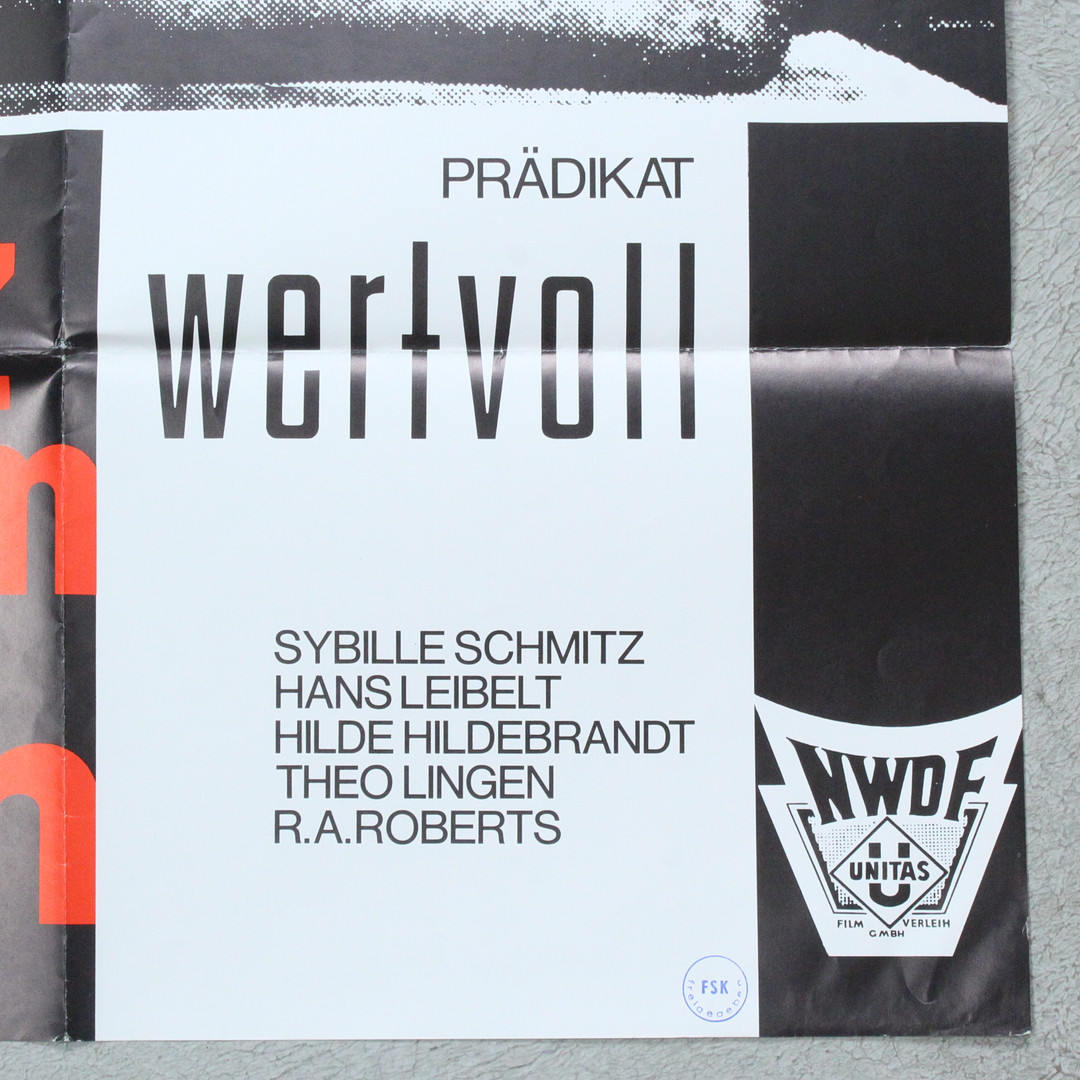 PRÄDIKAT
wertvoll
SYBILLE SCHMITZ
HANS LEIBELT
HILDE HILDEBRANDT
THEO LINGEN
R.A.ROBERTS
NWDF
UNITAS
FILM VERLEIH
GMBH
FSK
freigegeben
m
n